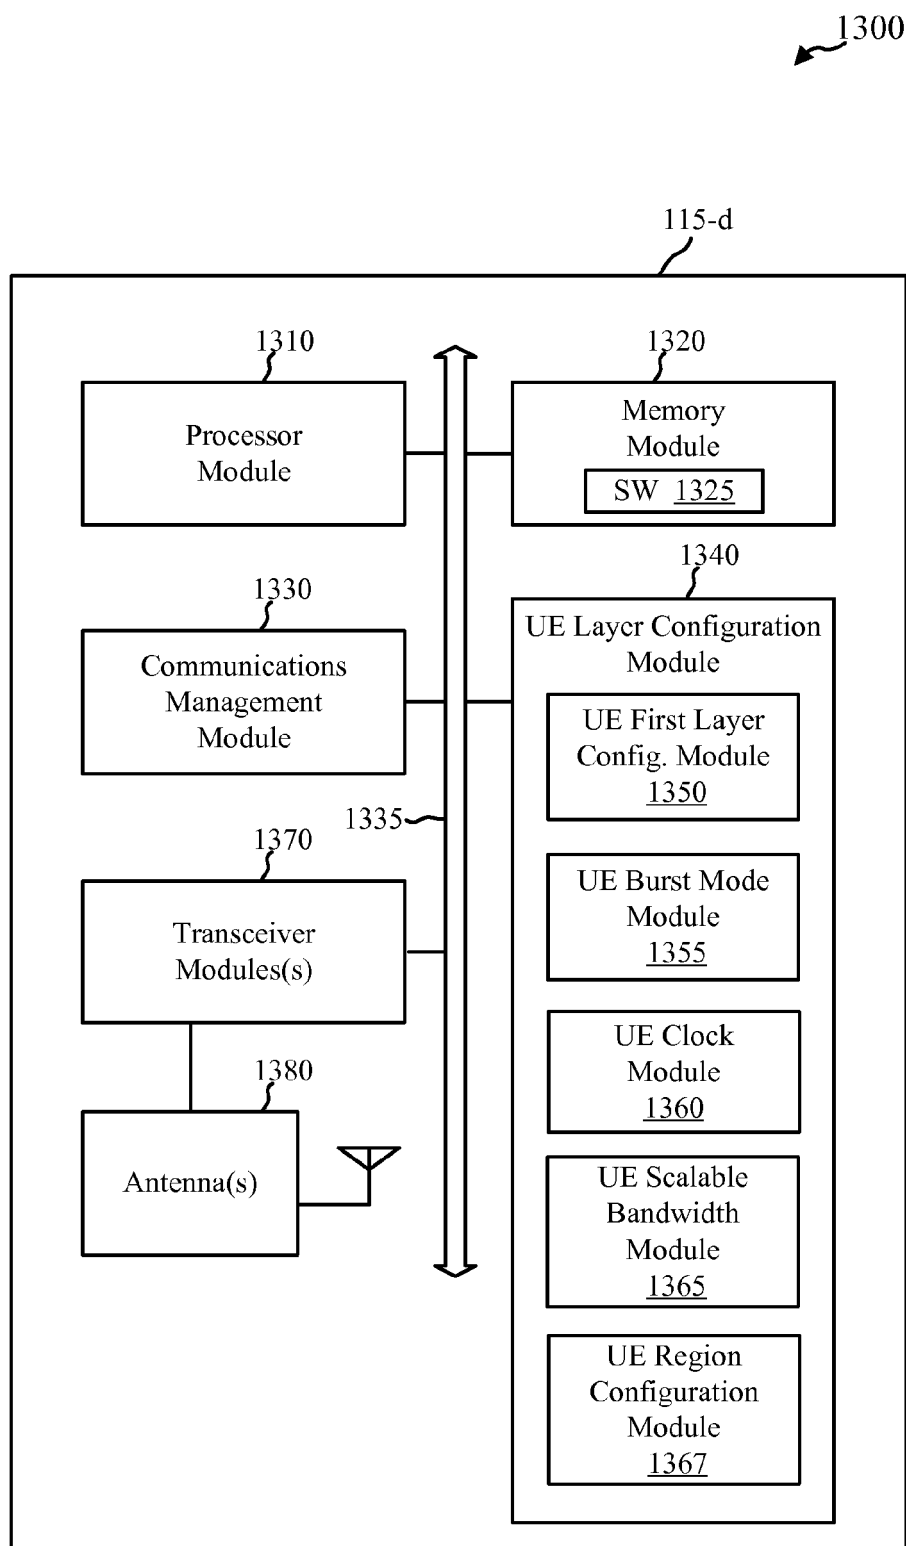 1300
115-d
1310
Processor
Module
1320
Memory
Module
SW 1325
1330
Communications
Management
Module
1340
UE Layer Configuration
Module
UE First Layer
Config. Module
1350
1335
UE Burst Mode
Module
1355
1370
Transceiver
Modules(s)
UE Clock
Module
1360
1380
Antenna(s)
UE Scalable
Bandwidth
Module
1365
UE Region
Configuration
Module
1367